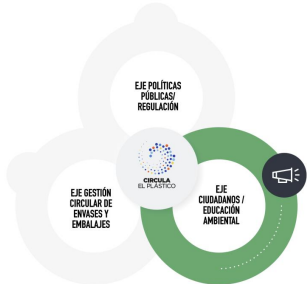 EJE POLÍTICAS
PÚBLICAS/
REGULACIÓN
CIRCULA
EL PLÁSTICO
EJE GESTIÓN
CIRCULAR DE
ENVASES Y
EMBALAJES
EJE
CIUDADANOS /
EDUCACIÓN
AMBIENTAL